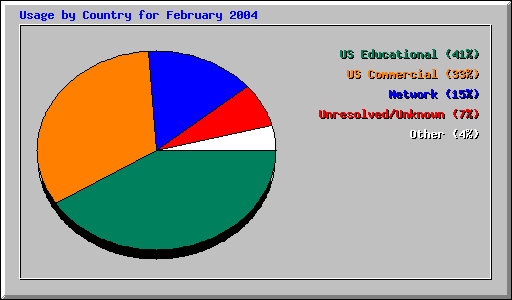 Usage by Country for February 2004
US Educational (41%)
US Commercial (33%)
Network (15%)
Unresolved/Unknown (7%)
Other (4%)